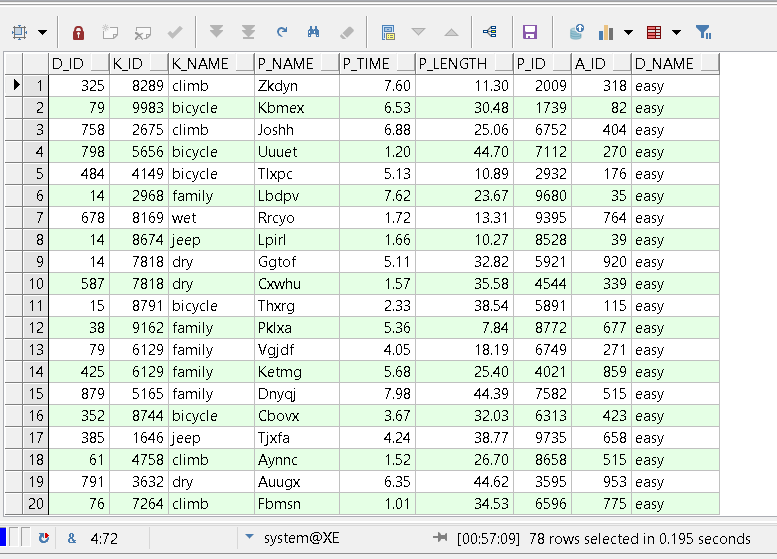 D_ID K_ID K_NAME P_NAME P_TIME P_LENGTH P_ID A_ID D_NAME
1 325 8289 climb Zkdyn 7.60 11.30 2009 318 easy
2 79 9983 bicycle Kbmex 6.53 30.48 1739 82 easy
3 758 2675 climb Joshh 6.88 25.06 6752 404 easy
4 798 5656 bicycle Uuuet 1.20 44.70 7112 270 easy
5 484 4149 bicycle Tlxpc 5.13 10.89 2932 176 easy
6 14 2968 family Lbdpv 7.62 23.67 9680 35 easy
7 678 8169 wet Rrcyo 1.72 13.31 9395 764 easy
8 14 8674 jeep Lpirl 1.66 10.27 8528 39 easy
9 14 7818 dry Ggtof 5.11 32.82 5921 920 easy
10 587 7818 dry Cxwhu 1.57 35.58 4544 339 easy
11 15 8791 bicycle Thxrg 2.33 38.54 5891 115 easy
12 38 9162 family Pklxa 5.36 7.84 8772 677 easy
13 79 6129 family Vgjdf 4.05 18.19 6749 271 easy
14 425 6129 family Ketmg 5.68 25.40 4021 859 easy
15 879 5165 family Dnyqj 7.98 44.39 7582 515 easy
16 352 8744 bicycle Cbovx 3.67 32.03 6313 423 easy
17 385 1646 jeep Tjxfa 4.24 38.77 9735 658 easy
18 61 4758 climb Aynnc 1.52 26.70 8658 515 easy
19 791 3632 dry Auugx 6.35 44.62 3595 953 easy
20 76 7264 climb Fbmsn 1.01 34.53 6596 775 easy
& 4:72 system@XE [00:57:09] 78 rows selected in 0.195 seconds